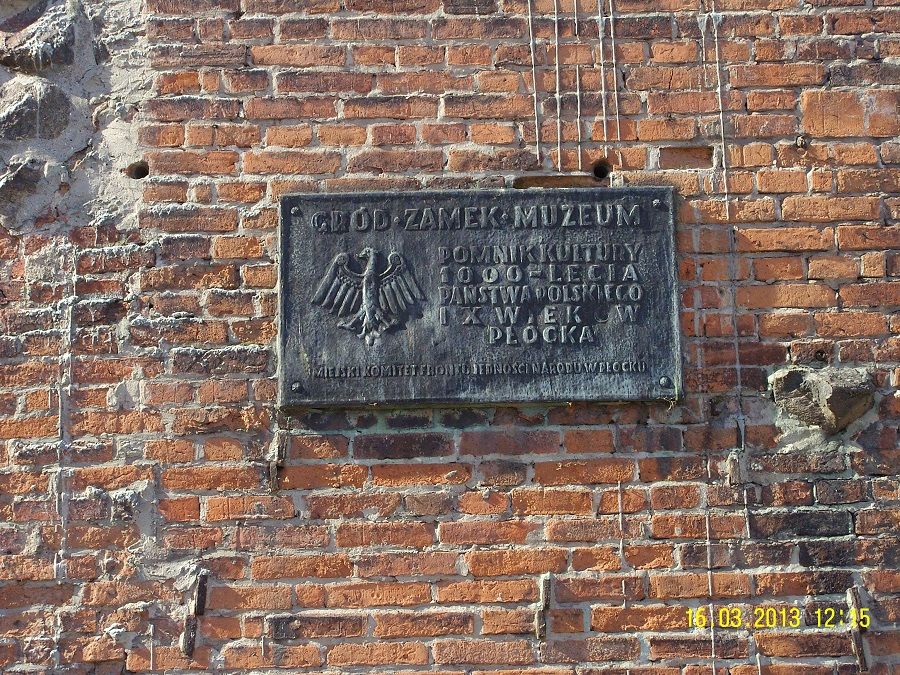 GRÓD · ZAMEK · MUZEUM
POMNIK KULTURY
1000-LECIA
PAŃSTWA POLSKIEGO
I X WIEKÓW
PŁOCKA
MIEJSKI KOMITET FRONTU JEDNOŚCI NARODU W PŁOCKU
16 03 2013 12:15